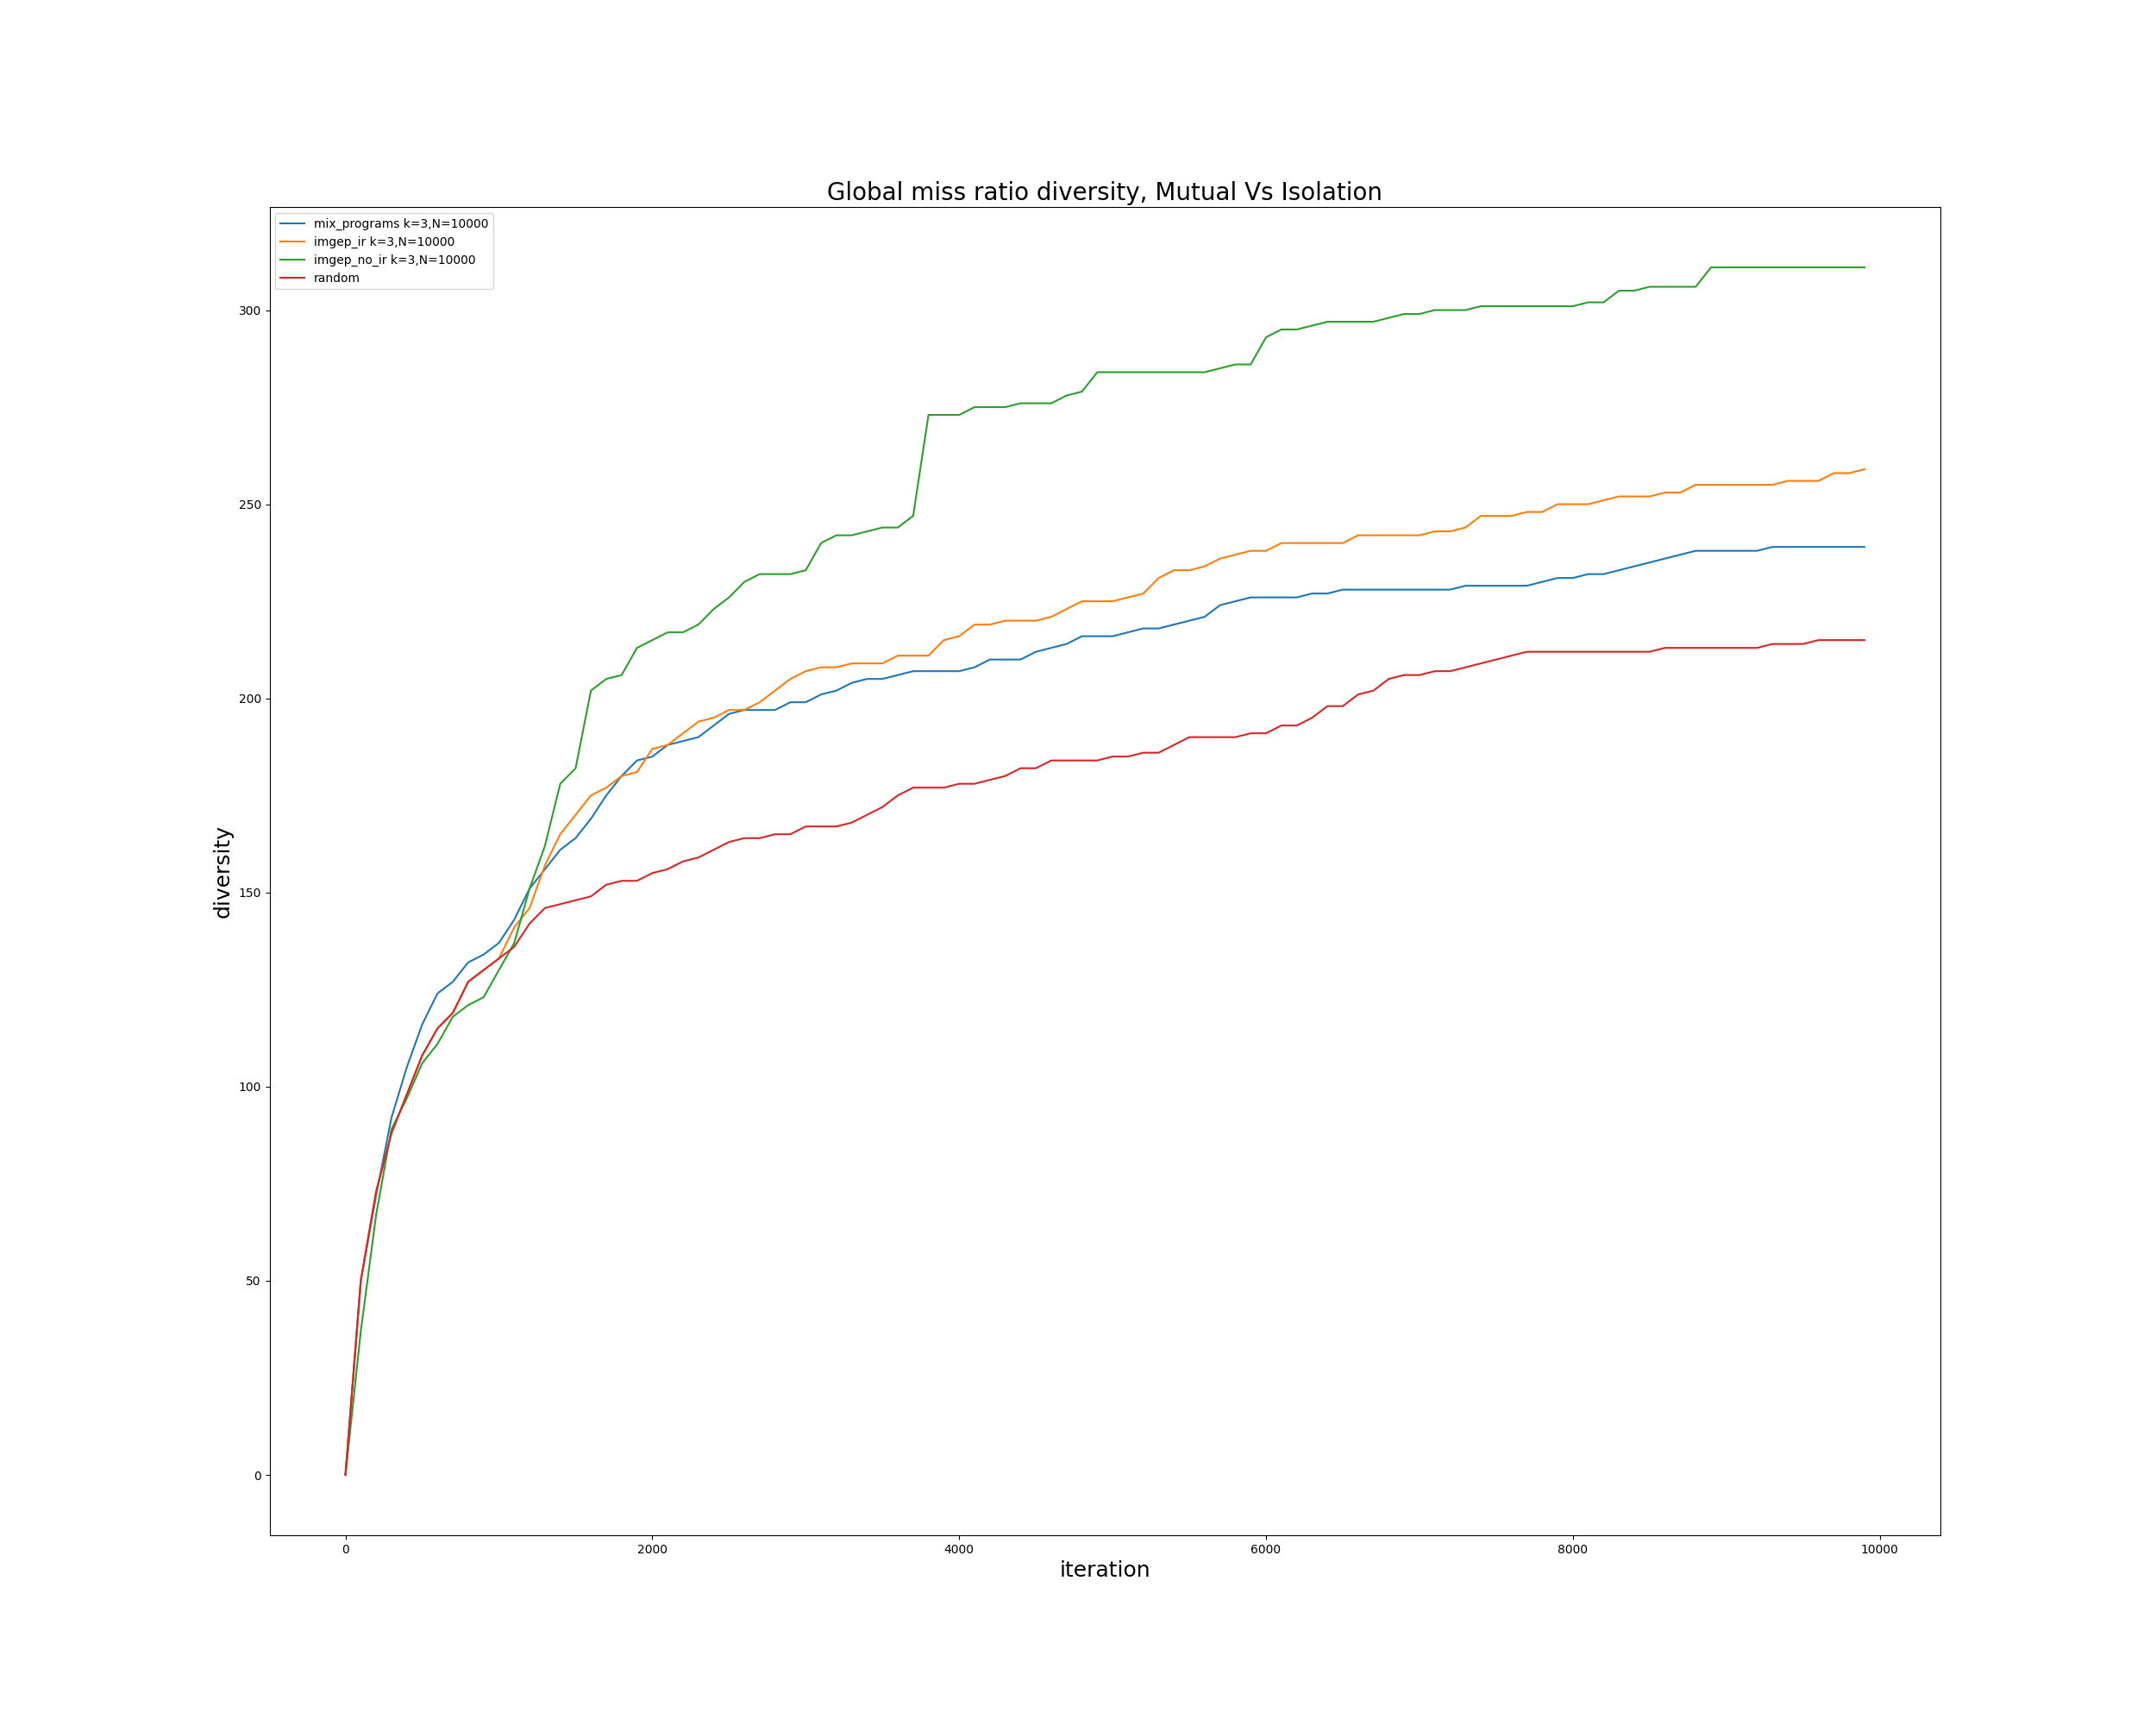 Global miss ratio diversity, Mutual Vs Isolation
mix_programs k=3,N=10000
imgep_ir k=3,N=10000
imgep_no_ir k=3,N=10000
random
300
250
200
150
100
50
0
diversity
0 2000 4000 6000 8000 10000
iteration